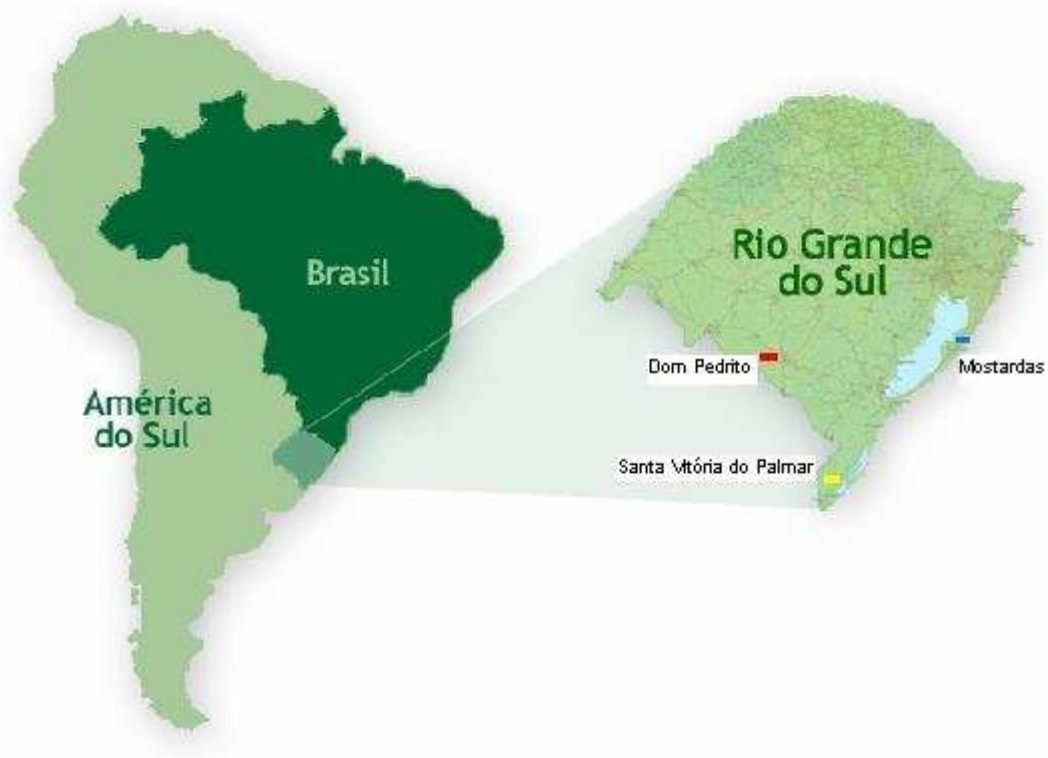 Brasil
América
do Sul
Rio Grande
do Sul
Dom Pedrito
Mostardas
Santa Vitória do Palmar